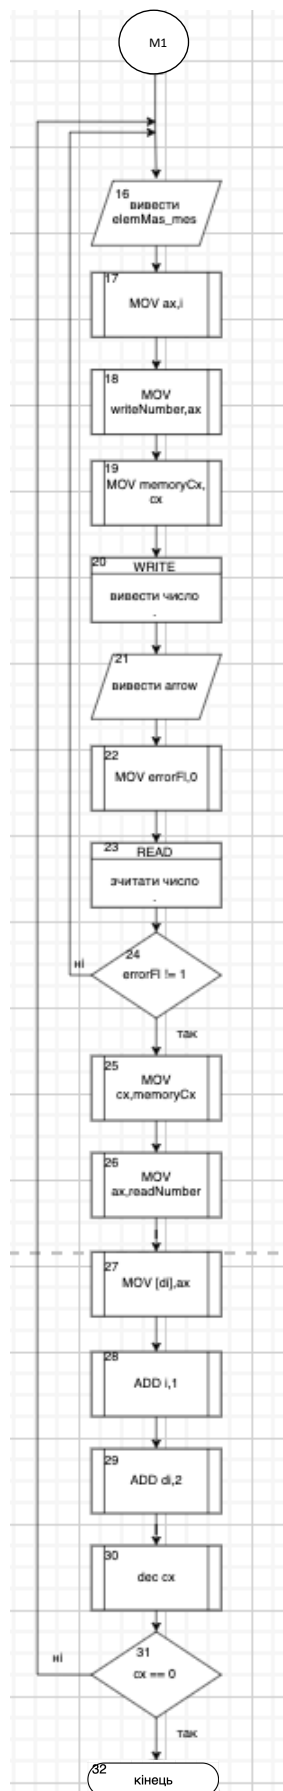 M1
16
вивести
elemMas_mes
17
MOV ax,i
18
MOV
writeNumber,ax
19
MOV memoryCx,
cx
20
WRITE
вивести число
.
21
вивести arrow
22
MOV errorFl,0
23
READ
зчитати число
.
24
errorFl != 1
ні
так
25
MOV
cx,memoryCx
26
MOV
ax,readNumber
27
MOV [di],ax
28
ADD i,1
29
ADD di,2
30
dec cx
31
cx == 0
ні
так
32
кінець